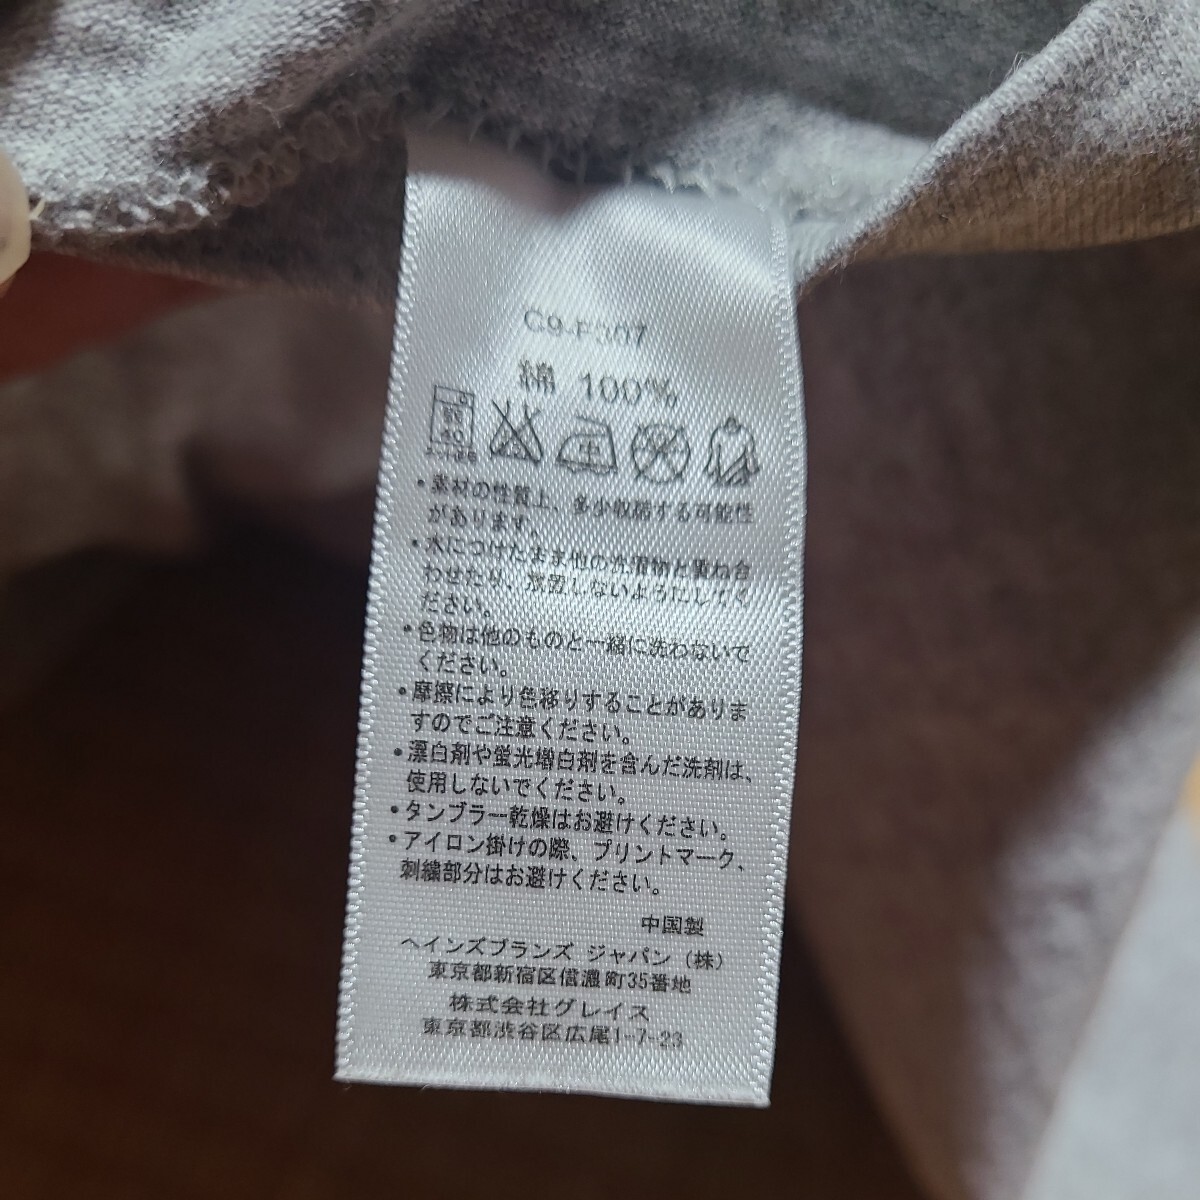 C9-F307
綿 100%
40
中
・素材の性質上、多少収縮する可能性
があります。
・水につけたまま他の洗濯物と重ね合
わせたり、放置しないようにしてく
ださい。
・色物は他のものと一緒に洗わないで
ください。
・摩擦により色移りすることがありま
すのでご注意ください。
・漂白剤や蛍光増白剤を含んだ洗剤は、
使用しないでください。
・タンブラー乾燥はお避けください。
・アイロン掛けの際、プリントマーク、
刺繍部分はお避けください。
中国製
ヘインズブランズ ジャパン(株)
東京都新宿区信濃町35番地
株式会社グレイス
東京都渋谷区広尾1-7-23